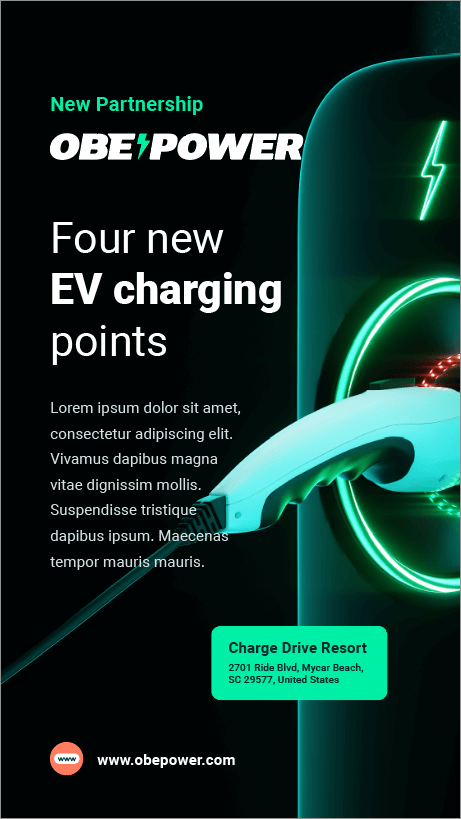 New Partnership
OBE POWER
Four new
EV charging
points
Lorem ipsum dolor sit amet,
consectetur adipiscing elit.
Vivamus dapibus magna
vitae dignissim mollis.
Suspendisse tristique
dapibus ipsum. Maecenas
tempor mauris mauris.
Charge Drive Resort
2701 Ride Blvd, Mycar Beach,
SC 29577, United States
www
www.obepower.com